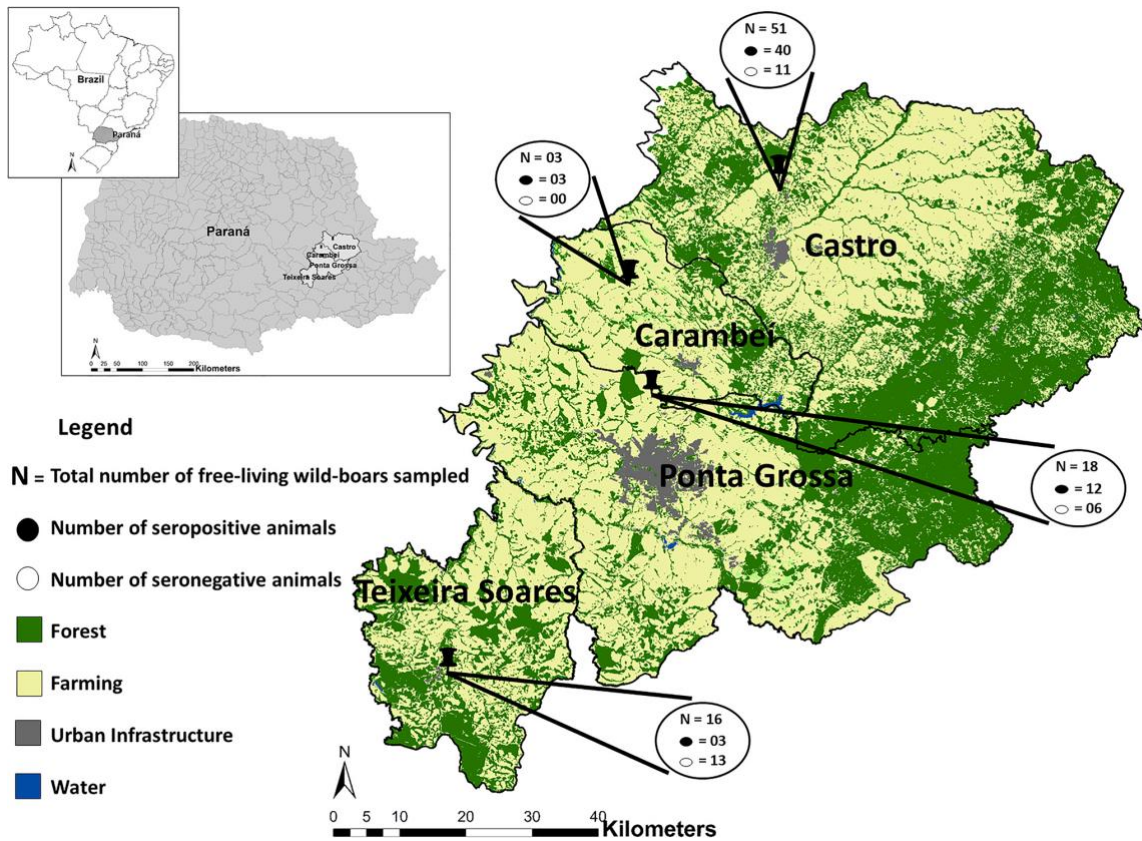 Brazil
Paraná
N
Paraná
Castro
Carambeí
Ponta Grossa
Teixeira Soares
N
0 25 50 100 150 200
Kilometers
N = 51
= 40
= 11
N = 03
= 03
= 00
Castro
Carambeí
Ponta Grossa
N = 18
= 12
= 06
Teixeira Soares
N = 16
= 03
= 13
Legend
N = Total number of free-living wild-boars sampled
Number of seropositive animals
Number of seronegative animals
Forest
Farming
Urban Infrastructure
Water
N
0 5 10 20 30 40
Kilometers